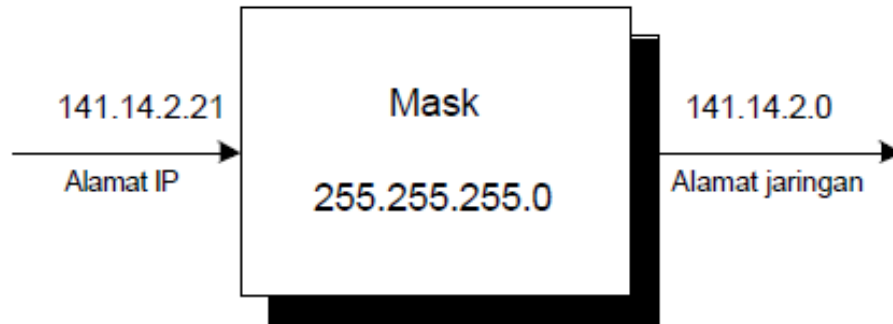 141.14.2.21
Alamat IP
Mask
255.255.255.0
141.14.2.0
Alamat jaringan